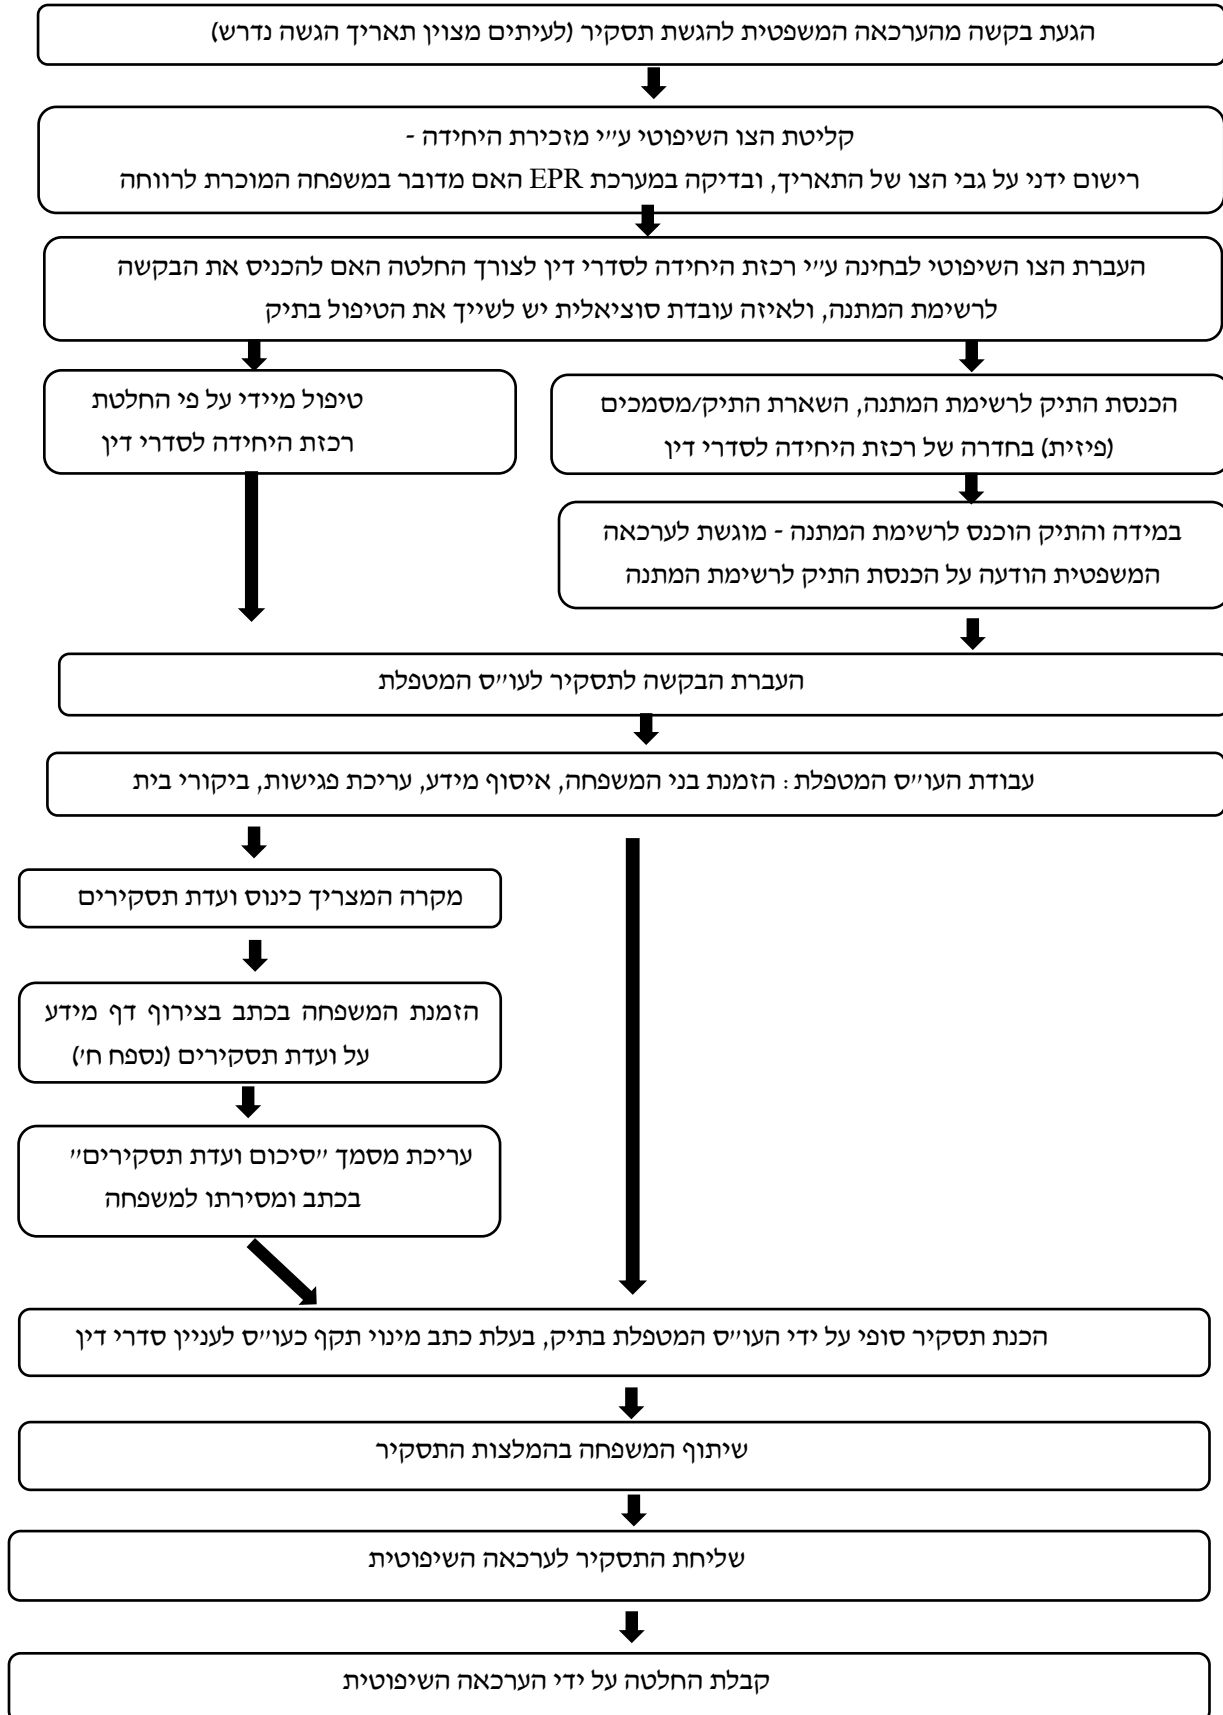 הגעת בקשה מהערכאה המשפטית להגשת תסקיר (לעיתים מצוין תאריך הגשה נדרש)
קליטת הצו השיפוטי ע"י מזכירת היחידה -
רישום ידני על גבי הצו של התאריך, ובדיקה במערכת EPR האם מדובר במשפחה המוכרת לרווחה
העברת הצו השיפוטי לבחינה ע"י רכזת היחידה לסדרי דין לצורך החלטה האם להכניס את הבקשה
לרשימת המתנה, ולאיזה עובדת סוציאלית יש לשייך את הטיפול בתיק
הכנסת התיק לרשימת המתנה, השארת התיק/מסמכים
(פיזית) בחדרה של רכזת היחידה לסדרי דין
טיפול מיידי על פי החלטת
רכזת היחידה לסדרי דין
במידה והתיק הוכנס לרשימת המתנה - מוגשת לערכאה
המשפטית הודעה על הכנסת התיק לרשימת המתנה
העברת הבקשה לתסקיר לעו"ס המטפלת
עבודת העו"ס המטפלת: הזמנת בני המשפחה, איסוף מידע, עריכת פגישות, ביקורי בית
מקרה המצריך כינוס ועדת תסקירים
הזמנת המשפחה בכתב בצירוף דף מידע
על ועדת תסקירים (נספח ח')
עריכת מסמך "סיכום ועדת תסקירים"
בכתב ומסירתו למשפחה
הכנת תסקיר סופי על ידי העו"ס המטפלת בתיק, בעלת כתב מינוי תקף כעו"ס לעניין סדרי דין
שיתוף המשפחה בהמלצות התסקיר
שליחת התסקיר לערכאה השיפוטית
קבלת החלטה על ידי הערכאה השיפוטית